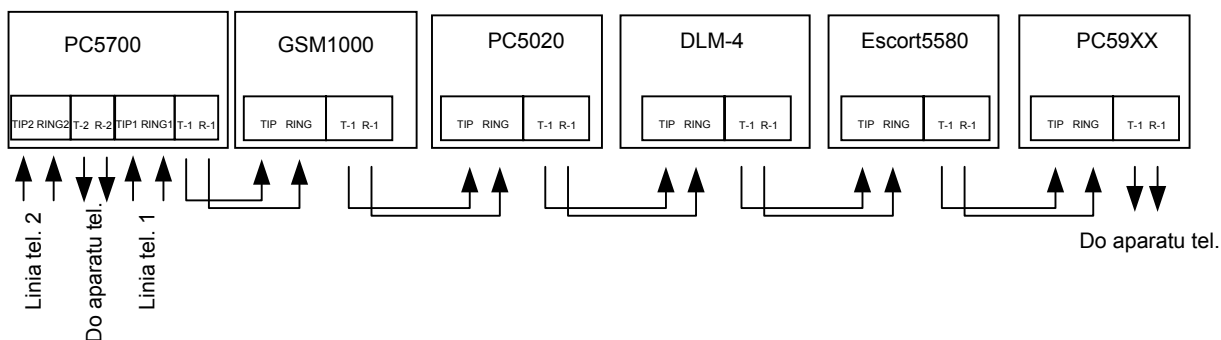 PC5700
GSM1000
PC5020
DLM-4
Escort5580
PC59XX
TIP2 RING2 T-2 R-2 TIP1 RING1 T-1 R-1
TIP RING T-1 R-1
TIP RING T-1 R-1
TIP RING T-1 R-1
TIP RING T-1 R-1
TIP RING T-1 R-1
Linia tel. 2
Do aparatu tel.
Linia tel. 1
Do aparatu tel.